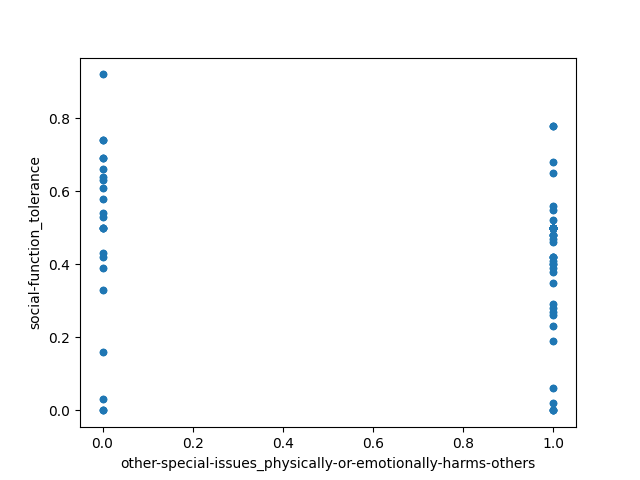 0.8
0.6
0.4
0.2
0.0
social-function_tolerance
0.0 0.2 0.4 0.6 0.8 1.0
other-special-issues_physically-or-emotionally-harms-others